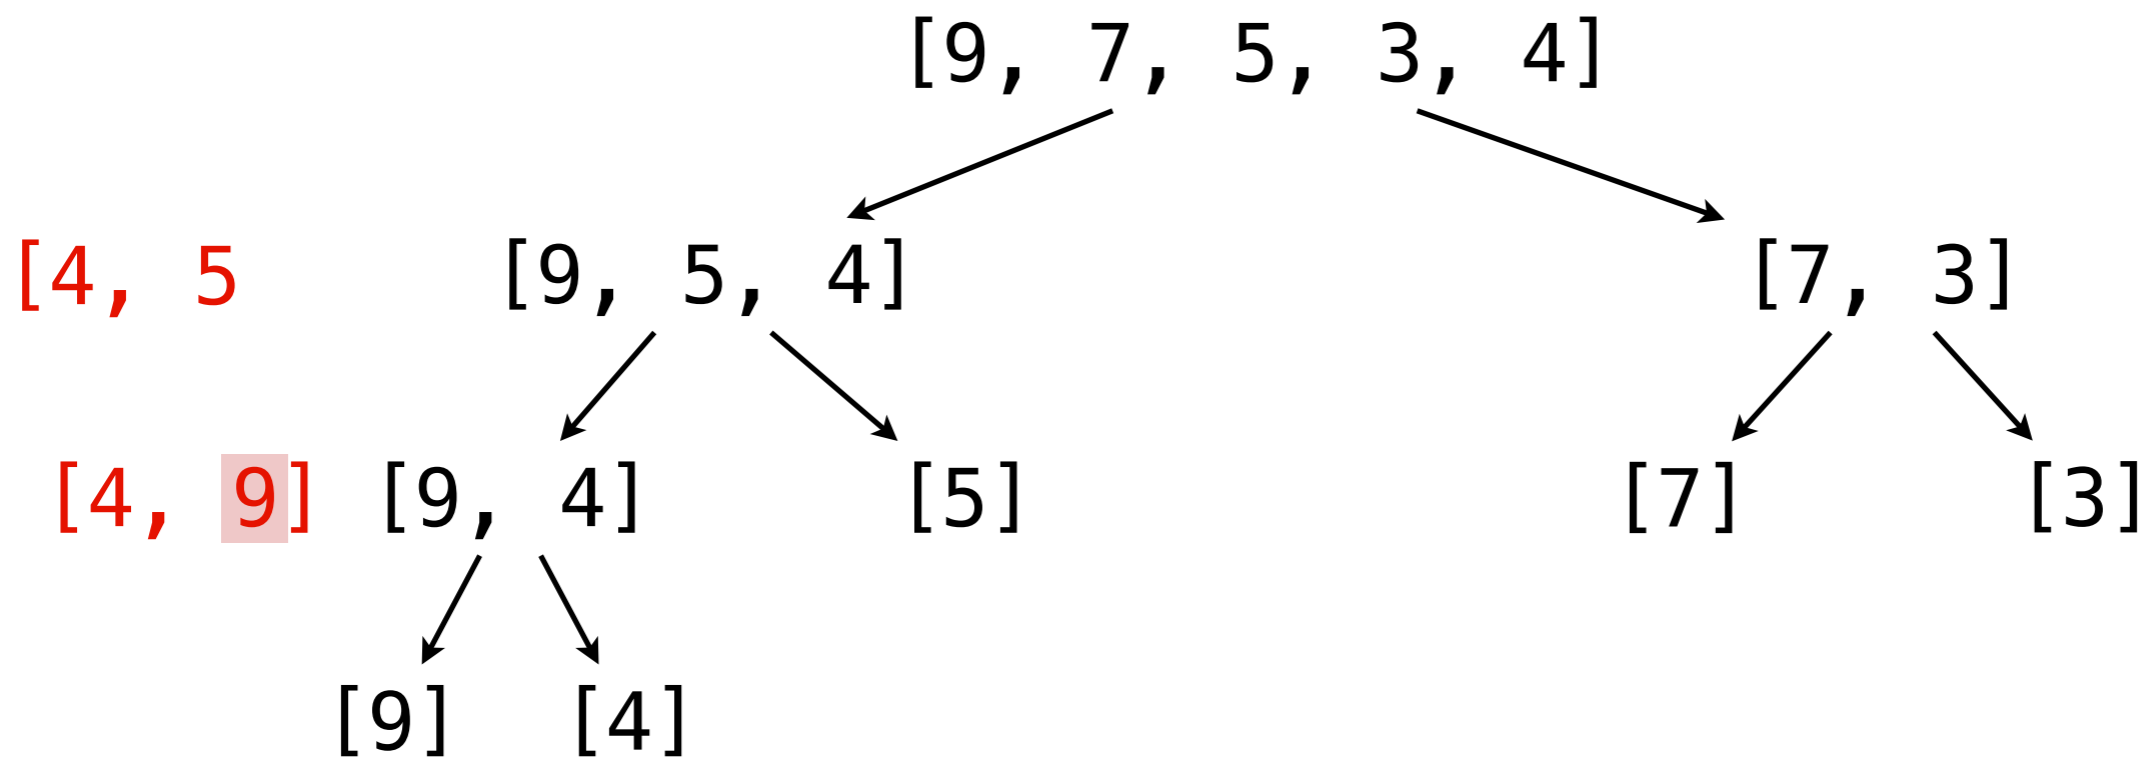 [9, 7, 5, 3, 4]
[4, 5 [9, 5, 4] [7, 3]
[4, 9] [9, 4] [5] [7] [3]
[9] [4]